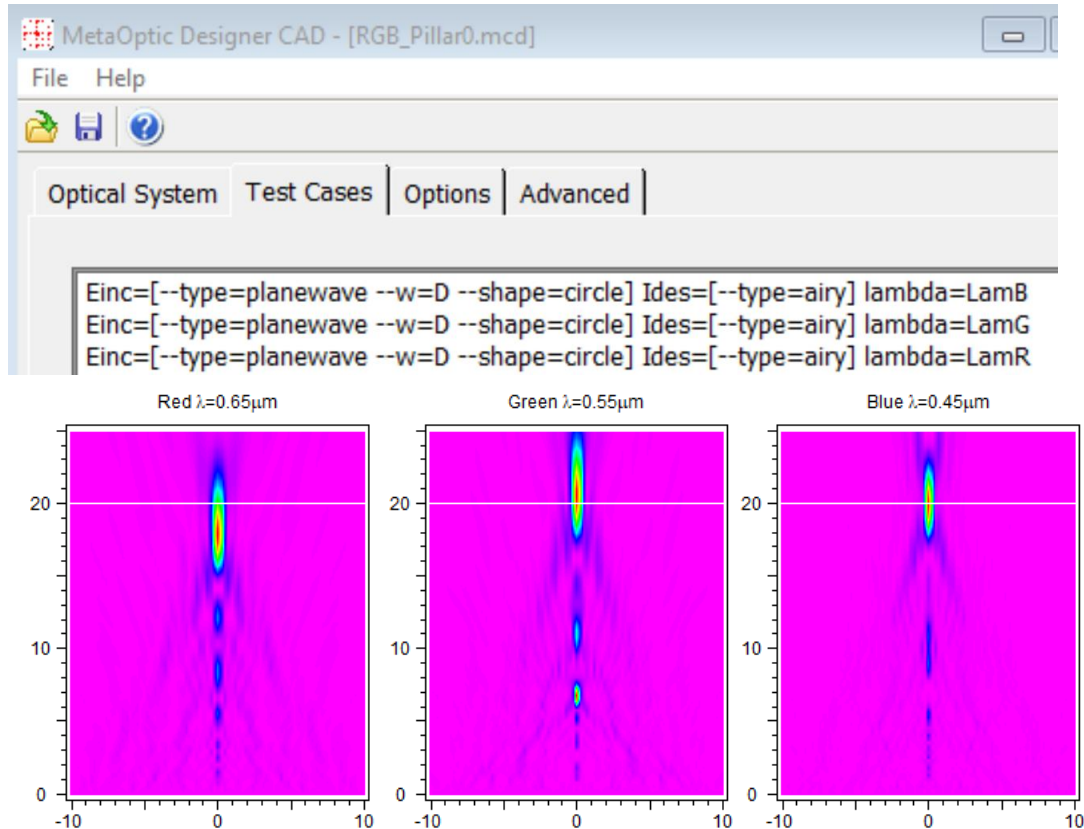 MetaOptic Designer CAD - [RGB_Pillar0.mcd]
File Help
Optical System Test Cases Options Advanced
Einc=[--type=planewave --w=D --shape=circle] Ides=[--type=airy] lambda=LamB
Einc=[--type=planewave --w=D --shape=circle] Ides=[--type=airy] lambda=LamG
Einc=[--type=planewave --w=D --shape=circle] Ides=[--type=airy] lambda=LamR
Red λ=0.65μm Green λ=0.55μm Blue λ=0.45μm
20 20 20
10 10 10
0 0 0
-10 0 10 -10 0 10 -10 0 10